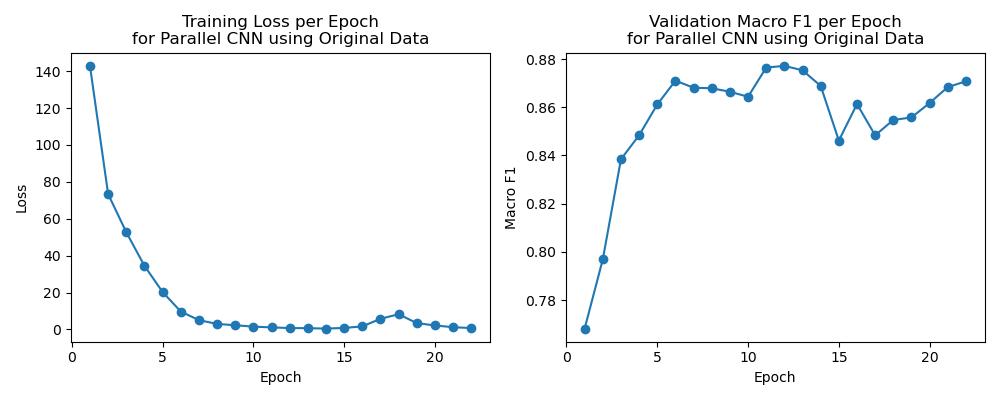 Training Loss per Epoch
for Parallel CNN using Original Data
140
120
100
80
60
40
20
0
Loss
0 5 10 15 20
Epoch
Validation Macro F1 per Epoch
for Parallel CNN using Original Data
0.88
0.86
0.84
0.82
0.80
0.78
Macro F1
0 5 10 15 20
Epoch